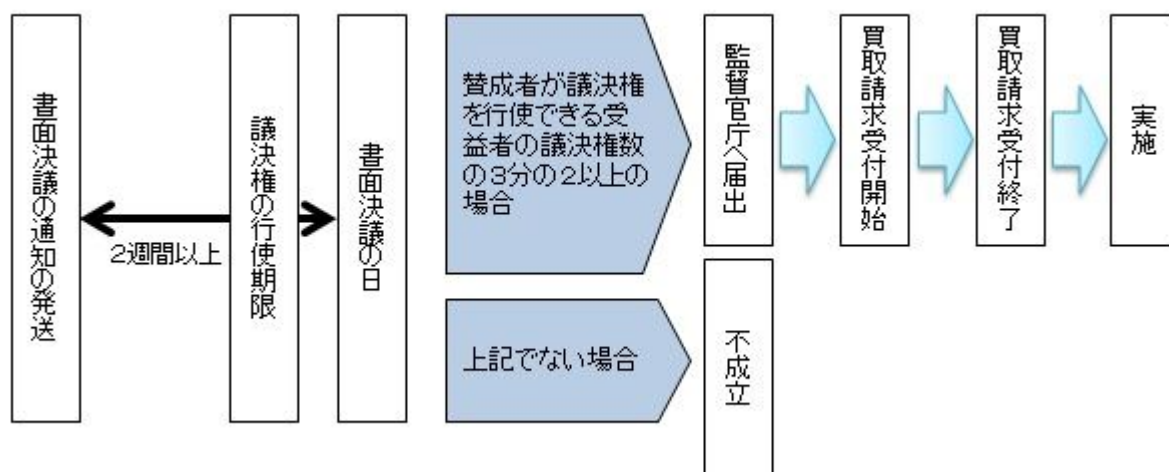 書面決議の通知の発送
2週間以上
議決権の行使期限
書面決議の日
賛成者が議決権
を行使できる受
益者の議決権数
の3分の2以上の
場合
上記でない場合
監督官庁へ届出
不成立
買取請求受付開始
買取請求受付終了
実施